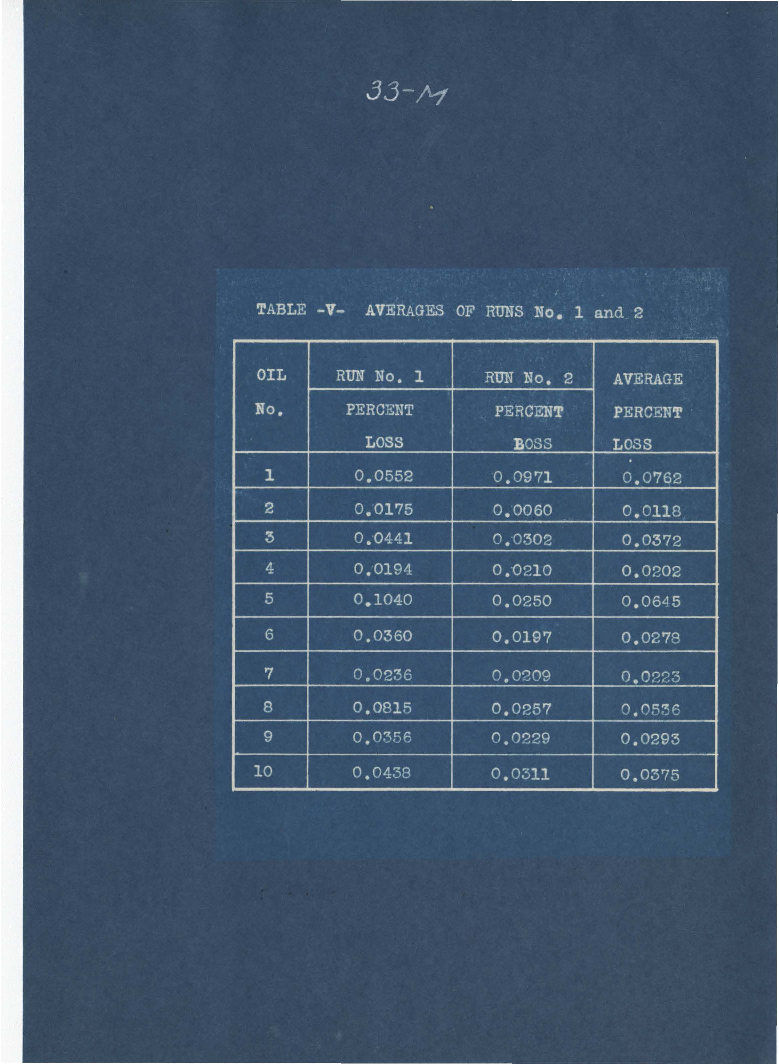 33-M
TABLE -V- AVERAGES OF RUNS No. 1 and 2
OIL RUN No. 1 RUN No. 2 AVERAGE
No. PERCENT PERCENT PERCENT
LOSS BOSS LOSS
1 0.0552 0.0971 0.0762
2 0.0175 0.0060 0.0118
3 0.0441 0.0302 0.0372
4 0.0194 0.0210 0.0202
5 0.1040 0.0250 0.0645
6 0.0360 0.0197 0.0278
7 0.0236 0.0209 0.0223
8 0.0815 0.0257 0.0536
9 0.0356 0.0229 0.0293
10 0.0438 0.0311 0.0375